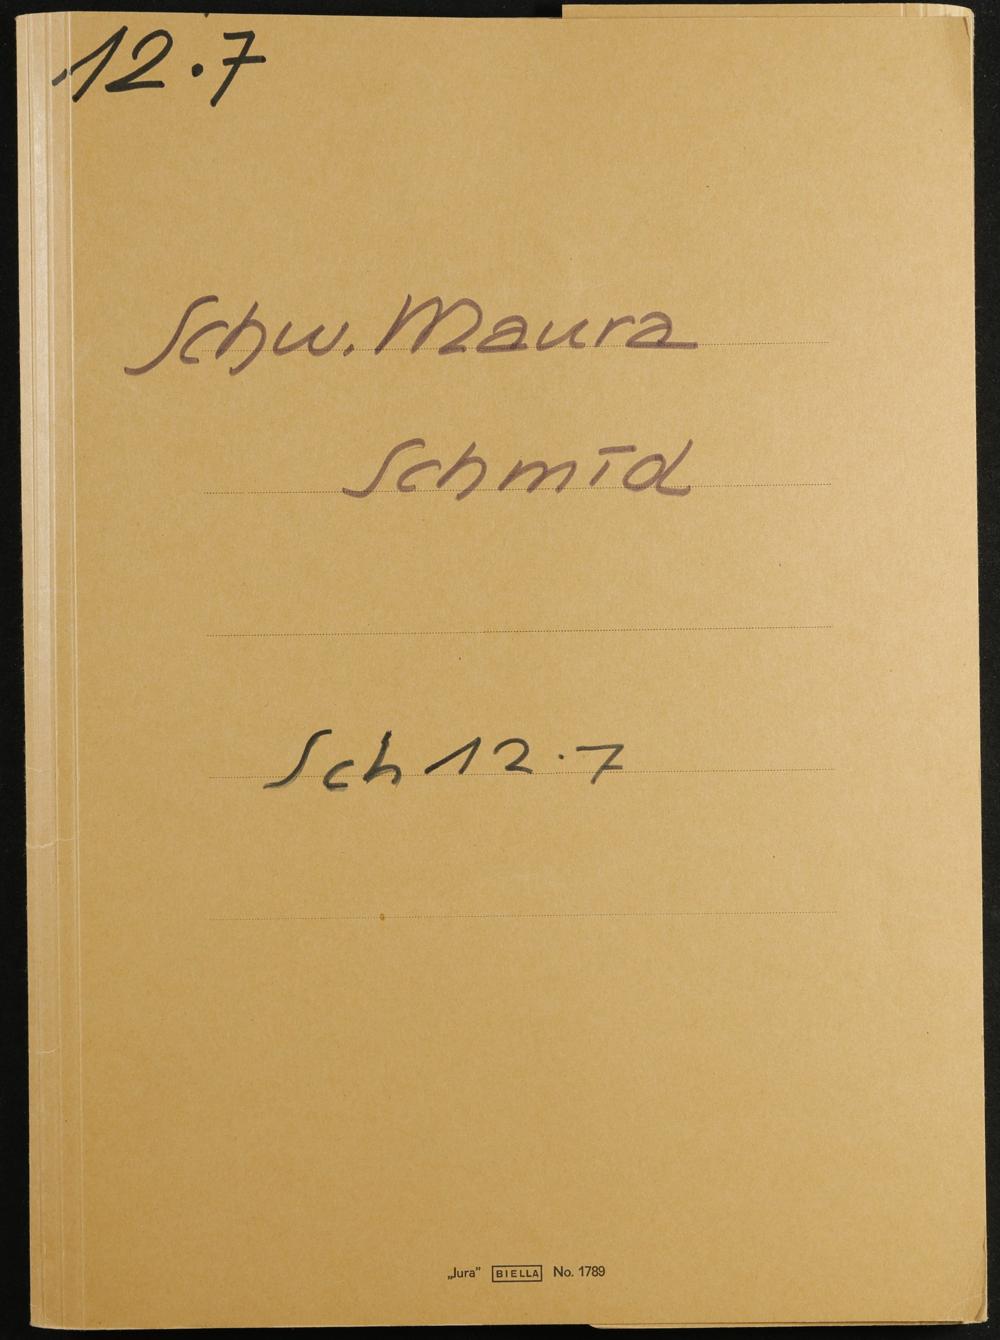 12.7
Schw. Maura
Schmid
Sch 12.7
„Jura” BIELLA No. 1789